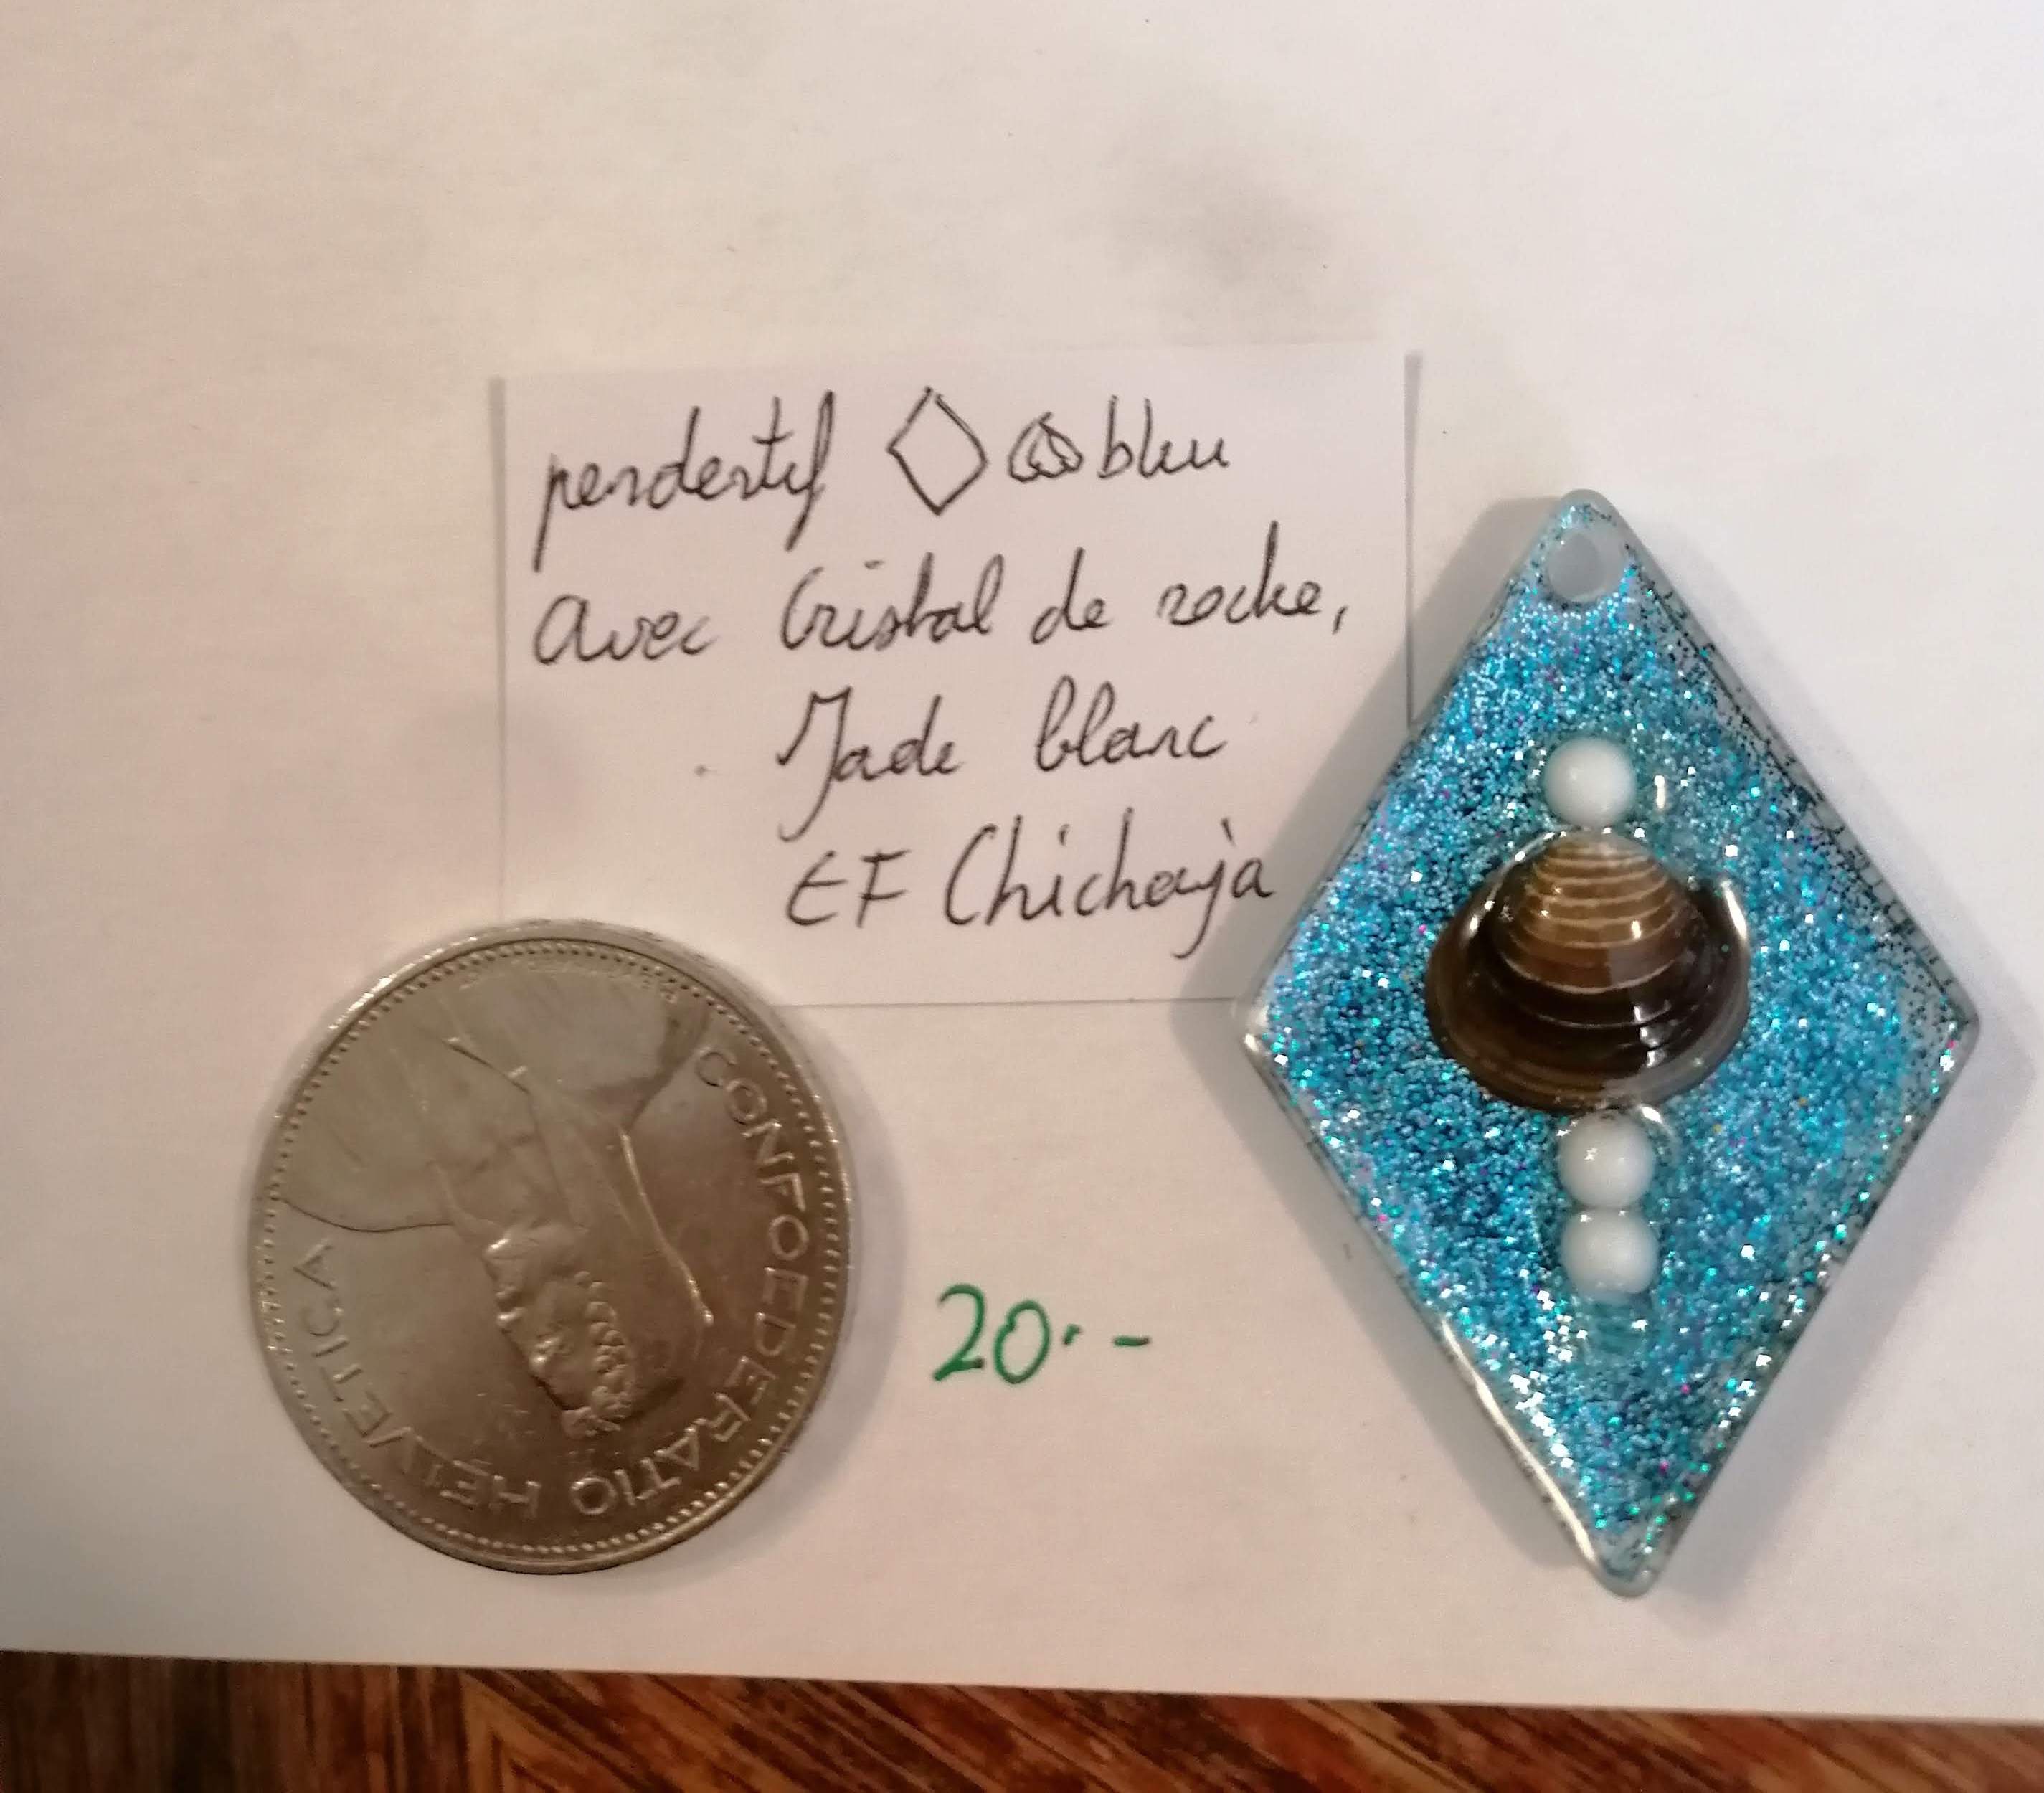 pendentif bleu
avec Cristal de roche,
Jade blanc
EF Chichaja
20.-
CONFOEDERATIO HELVETICA